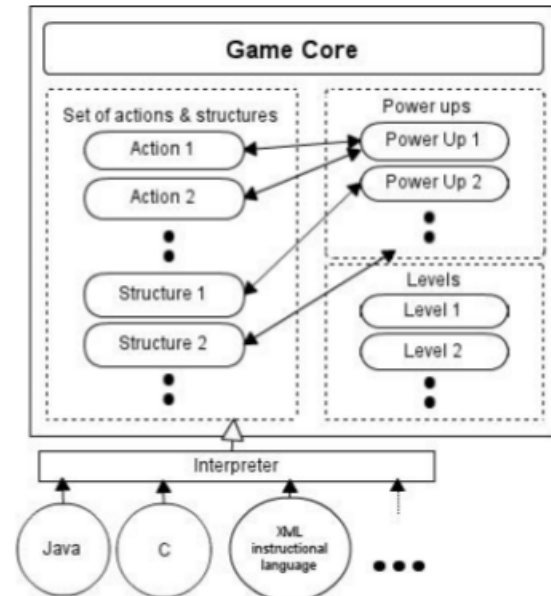 Game Core
Set of actions & structures
Action 1
Action 2
Structure 1
Structure 2
Power ups
Power Up 1
Power Up 2
Levels
Level 1
Level 2
Interpreter
Java
C
XML
instructional
language